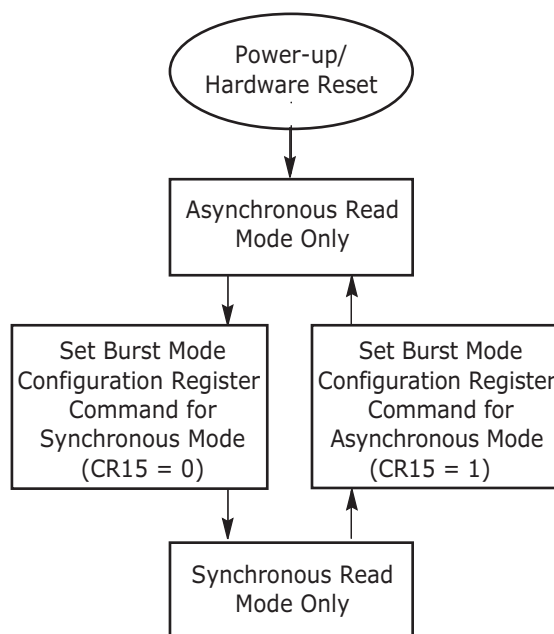 Power-up/
Hardware Reset
Asynchronous Read
Mode Only
Set Burst Mode
Configuration Register
Command for
Synchronous Mode
(CR15 = 0)
Set Burst Mode
Configuration Register
Command for
Asynchronous Mode
(CR15 = 1)
Synchronous Read
Mode Only